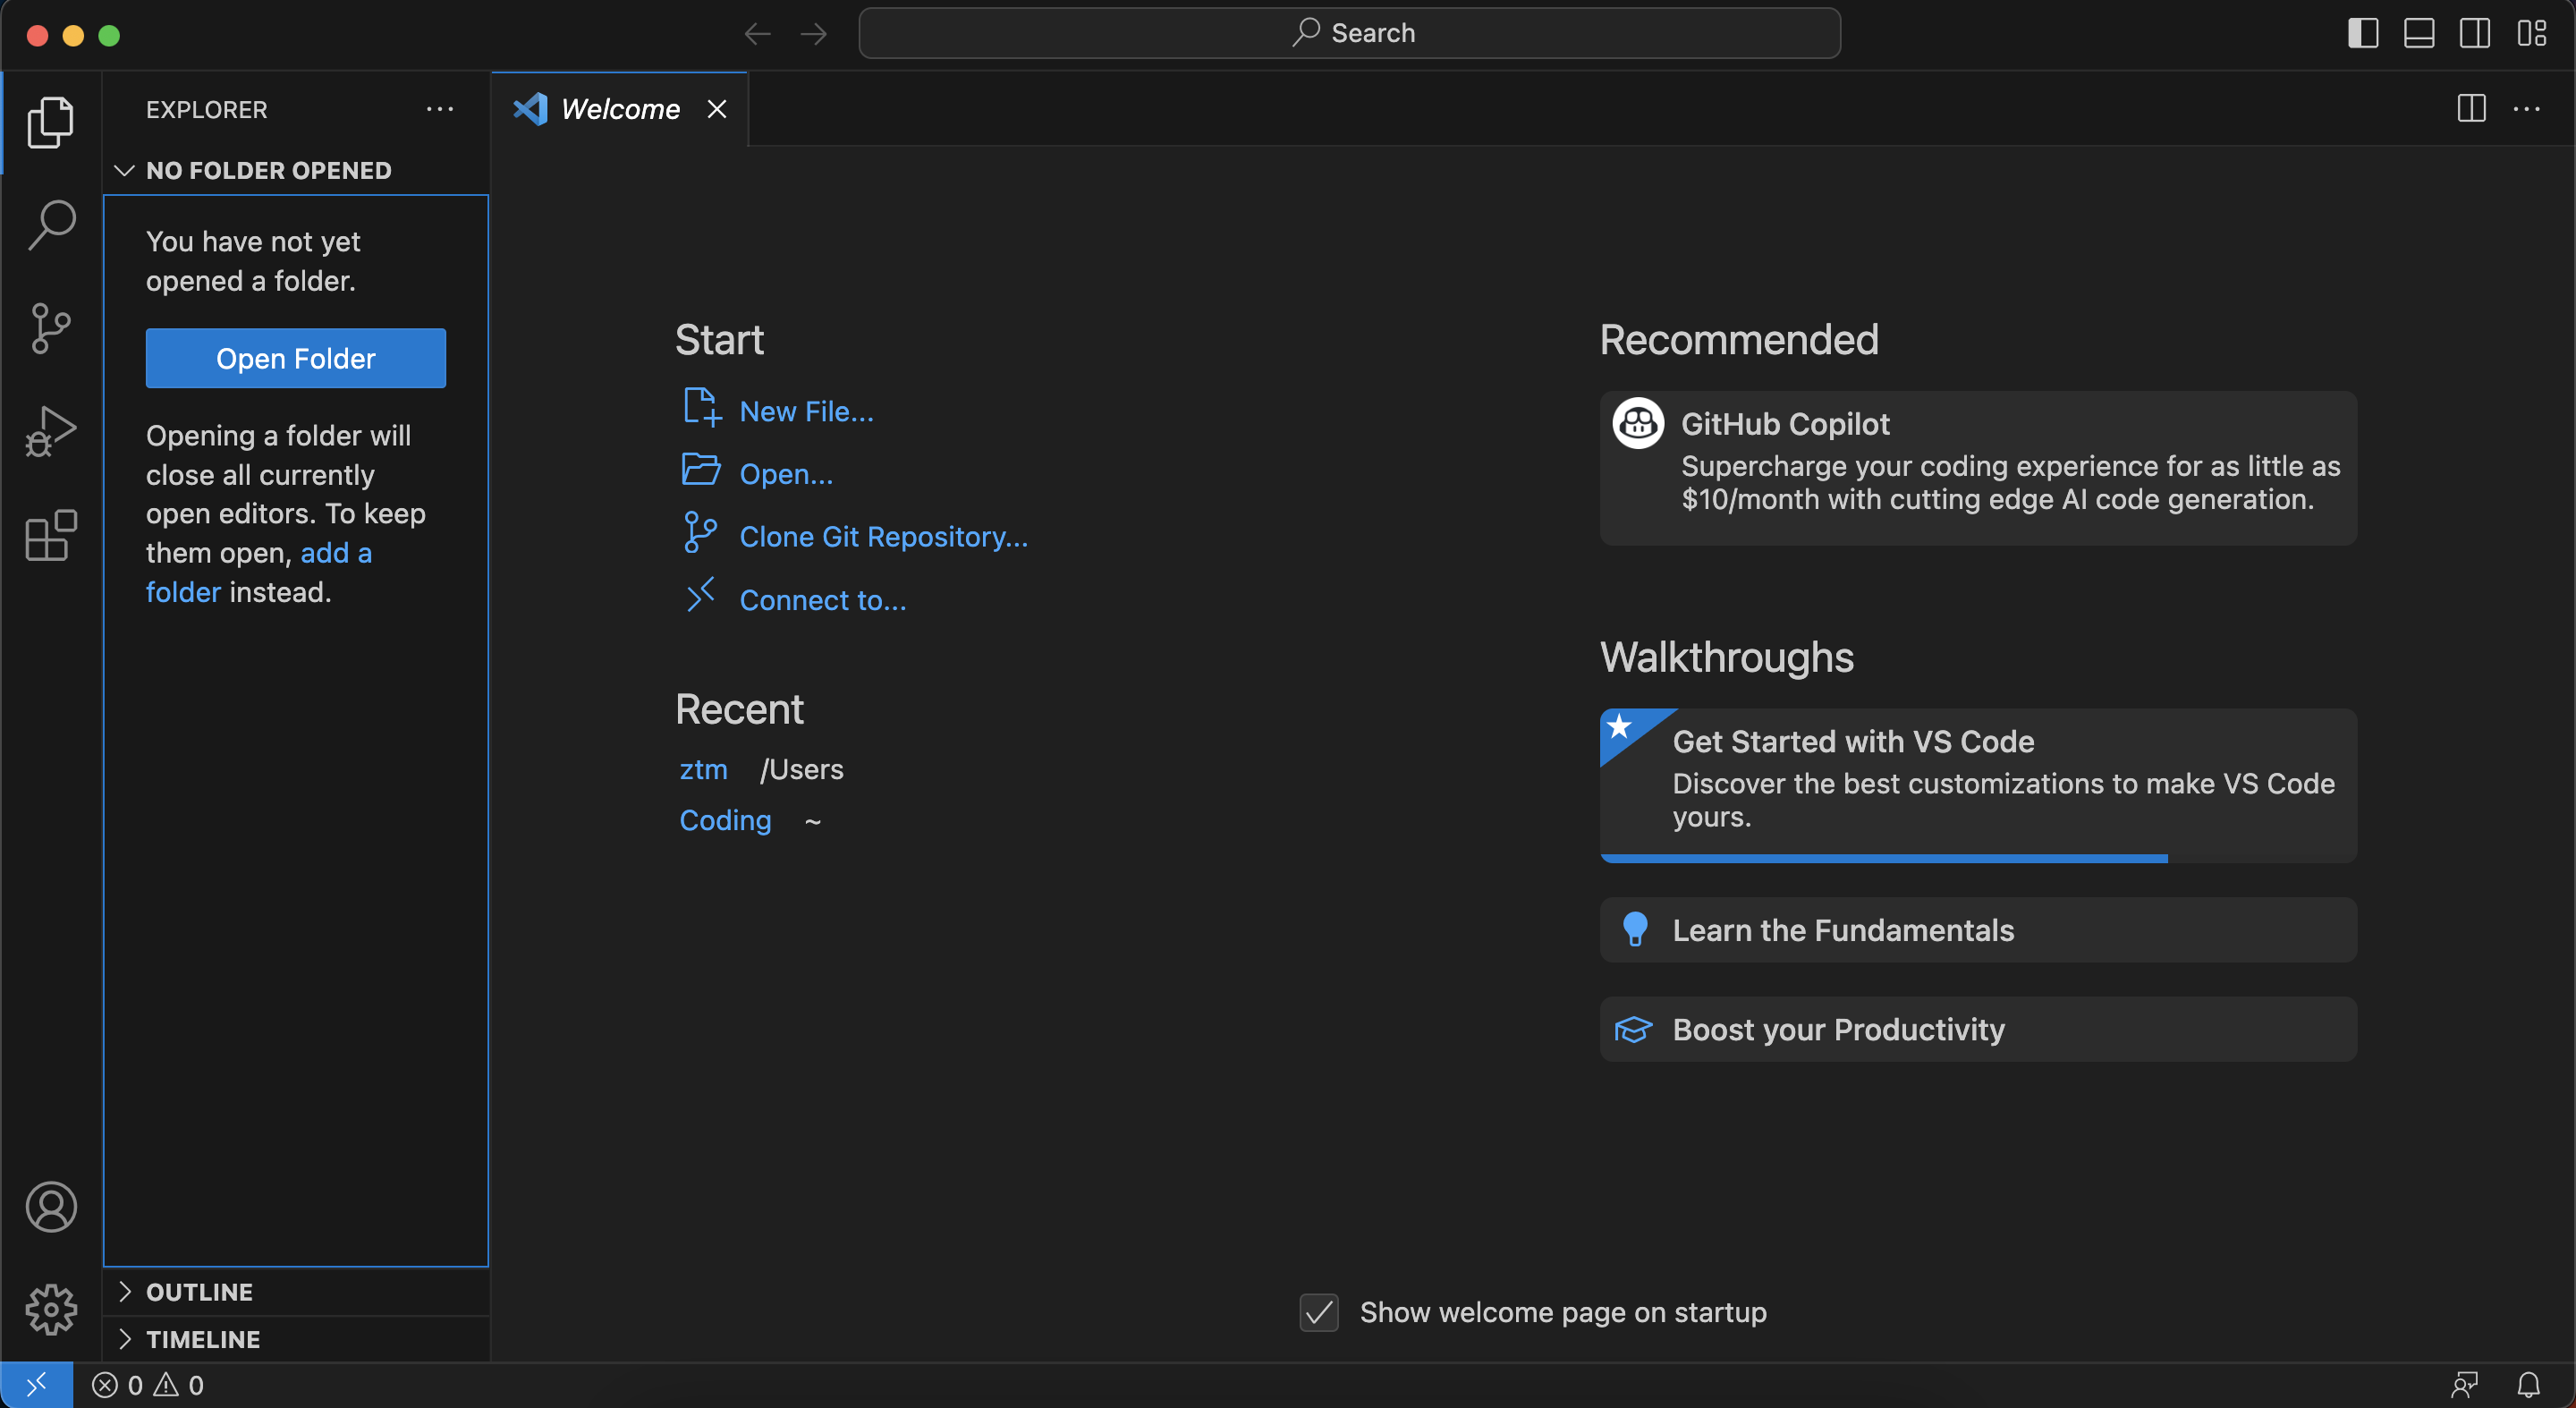 Search
EXPLORER
Welcome
NO FOLDER OPENED
You have not yet
opened a folder.
Open Folder
Opening a folder will
close all currently
open editors. To keep
them open, add a
folder instead.
OUTLINE
TIMELINE
Start
New File...
Open...
Clone Git Repository...
Connect to...
Recent
ztm /Users
Coding ~
Recommended
GitHub Copilot
Supercharge your coding experience for as little as
$10/month with cutting edge AI code generation.
Walkthroughs
Get Started with VS Code
Discover the best customizations to make VS Code
yours.
Learn the Fundamentals
Boost your Productivity
Show welcome page on startup
0 0